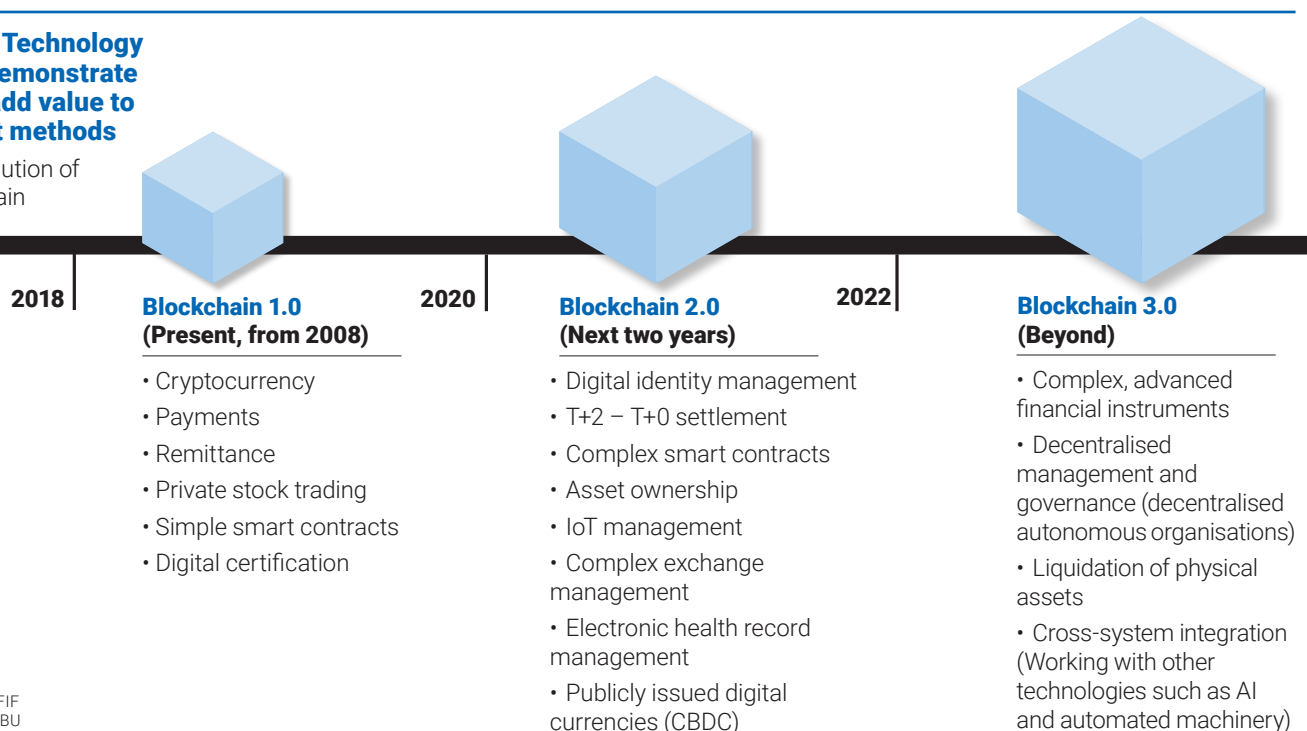 Technology
emonstrate
add value to
t methods
ution of
ain
2018
2020
2022
Blockchain 1.0
(Present, from 2008)
• Cryptocurrency
• Payments
• Remittance
• Private stock trading
• Simple smart contracts
• Digital certification
Blockchain 2.0
(Next two years)
• Digital identity management
• T+2 – T+0 settlement
• Complex smart contracts
• Asset ownership
• IoT management
• Complex exchange
management
• Electronic health record
management
• Publicly issued digital
currencies (CBDC)
Blockchain 3.0
(Beyond)
• Complex, advanced
financial instruments
• Decentralised
management and
governance (decentralised
autonomous organisations)
• Liquidation of physical
assets
• Cross-system integration
(Working with other
technologies such as AI
and automated machinery)
FIF
BU